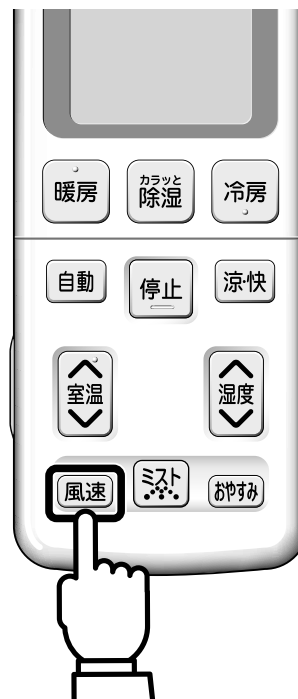 暖房
カラッと
除湿
冷房
自動
停止
涼・快
室温
湿度
風速
ミスト
おやすみ